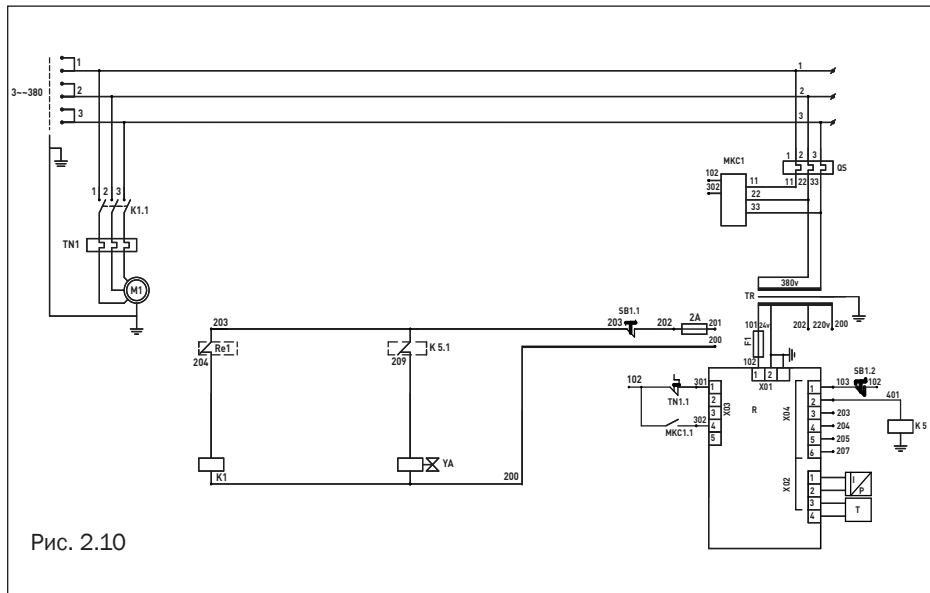 1
1
3~~380
2
2
3
3
MKC1
1 2 3
QS
102
302
11
22
33
11 22 33
1 2 3
K1.1
TN1
M1
380v
TR
SB1.1
203
203
202
2A
201
200
101
24v
202
220v
200
F1
102
Re1
204
K 5.1
209
1 2
X01
SB1.2
103
102
102
301
TN1.1
MKC1.1
302
1
2
3
4
5
X03
R
X04
1
2
3
4
5
6
401
203
204
205
207
K 5
K1
YA
200
X02
1
2
3
4
I
P
T
Рис. 2.10